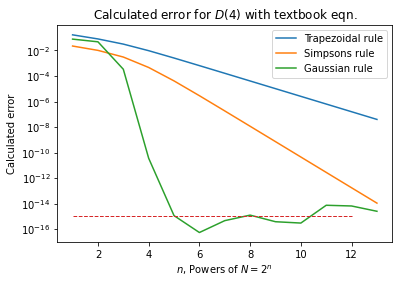 Calculated error for D(4) with textbook eqn.
Trapezoidal rule
Simpsons rule
Gaussian rule
Calculated error
10⁻²
10⁻⁴
10⁻⁶
10⁻⁸
10⁻¹⁰
10⁻¹²
10⁻¹⁴
10⁻¹⁶
2 4 6 8 10 12
n, Powers of N = 2ⁿ